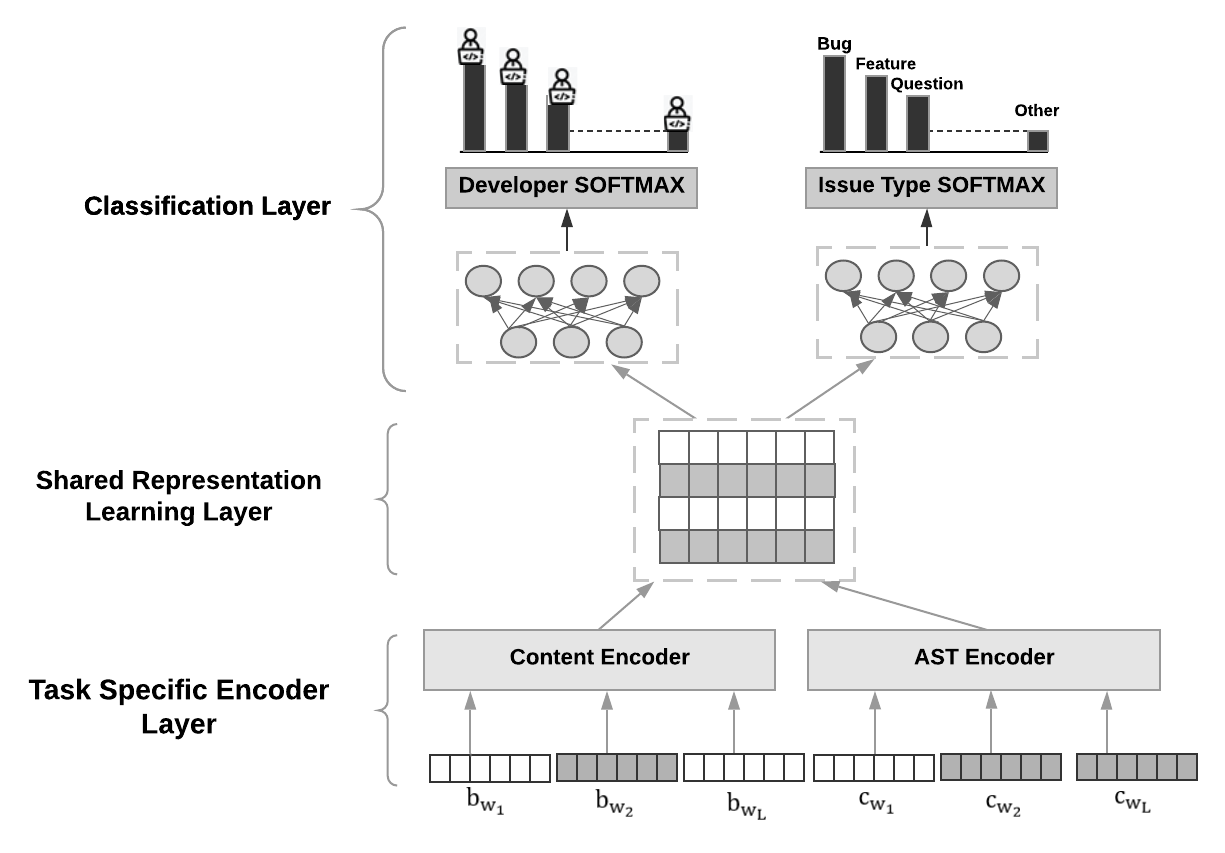 Bug
Feature
Question
Other
Developer SOFTMAX
Issue Type SOFTMAX
Classification Layer
Shared Representation
Learning Layer
Content Encoder
AST Encoder
Task Specific Encoder
Layer
b_{w_1}
b_{w_2}
b_{w_L}
c_{w_1}
c_{w_2}
c_{w_L}